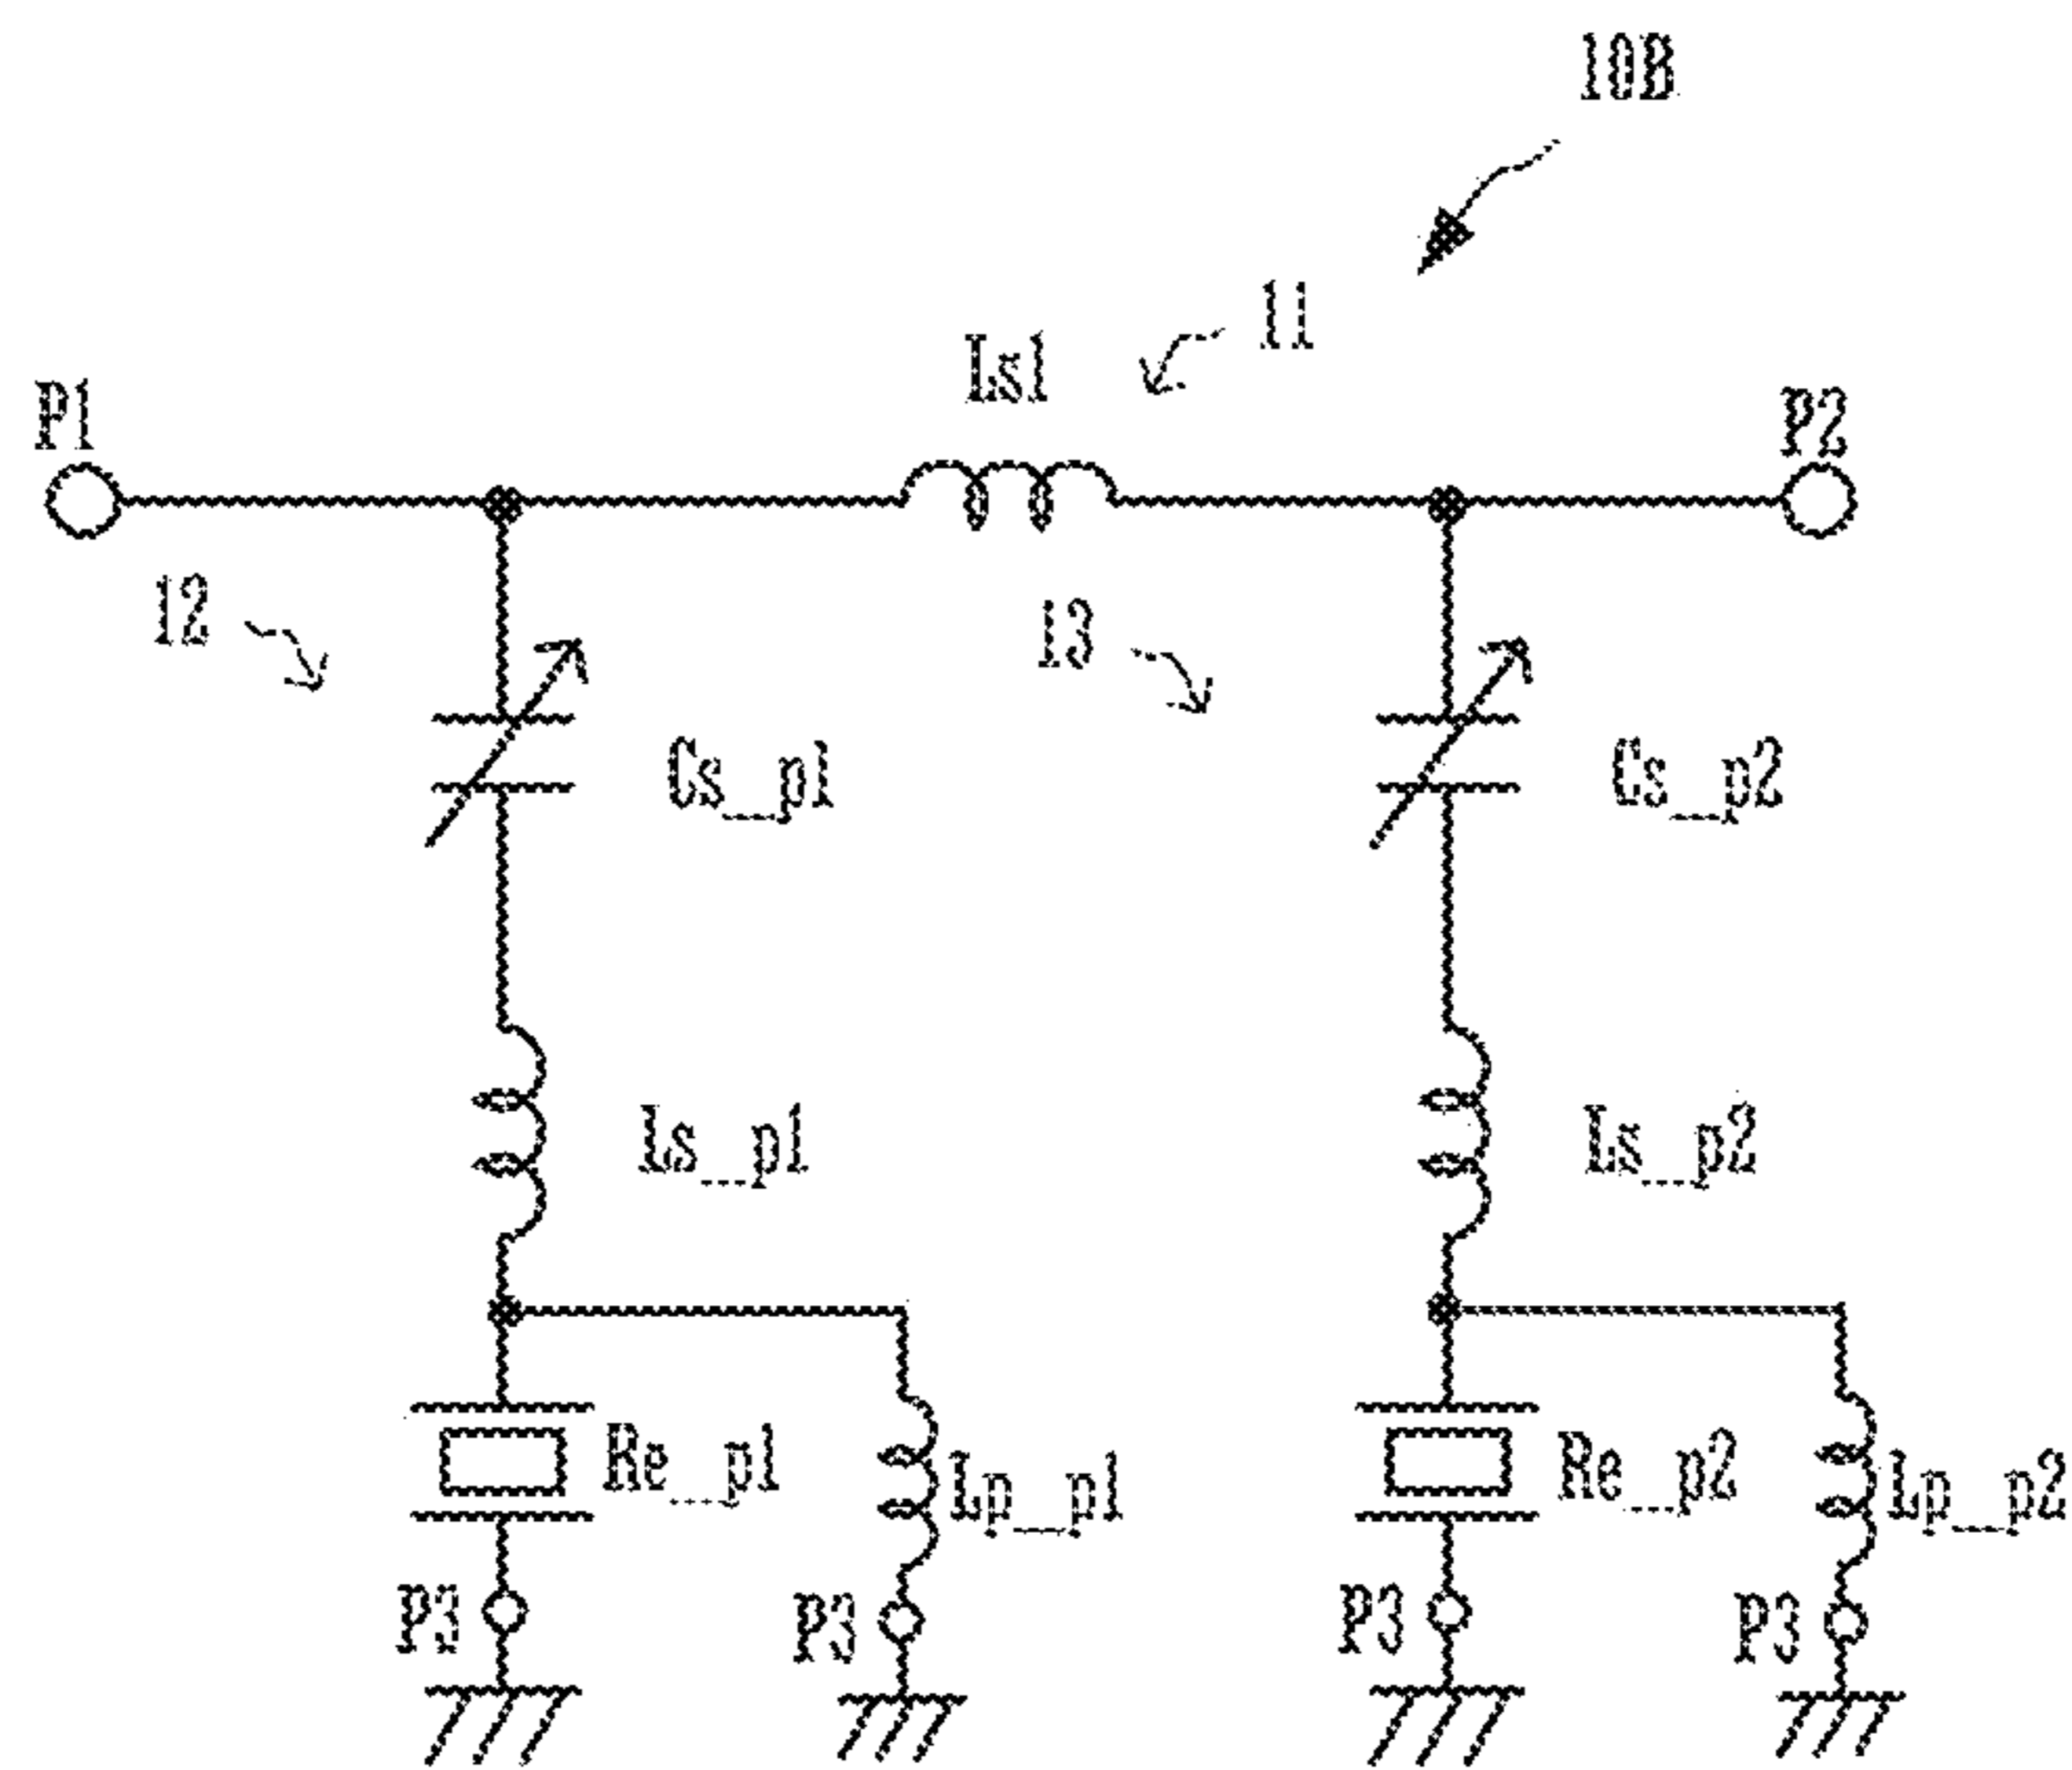 10B
11
Ls1
P1
P2
12
13
Cs_p1
Cs_p2
Ls_p1
Ls_p2
Re_p1
Lp_p1
Re_p2
Lp_p2
P3
P3
P3
P3